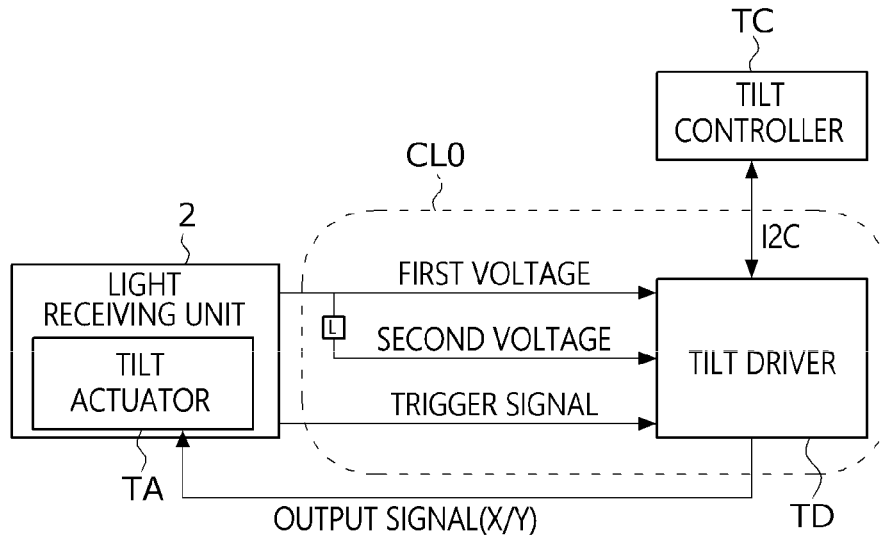 TC
TILT
CONTROLLER
CL0
2
I2C
LIGHT
RECEIVING UNIT
FIRST VOLTAGE
L
SECOND VOLTAGE
TILT
ACTUATOR
TILT DRIVER
TRIGGER SIGNAL
TA
OUTPUT SIGNAL(X/Y)
TD